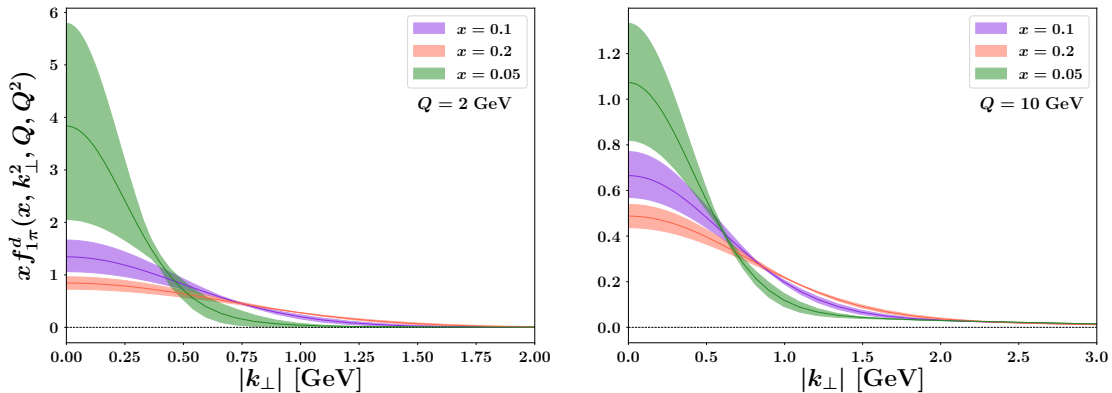 x f^d_{1π}(x, k²_⊥, Q, Q²)
6
5
4
3
2
1
0
x = 0.1
x = 0.2
x = 0.05
Q = 2 GeV
0.00 0.25 0.50 0.75 1.00 1.25 1.50 1.75 2.00
|k_⊥| [GeV]
1.2
1.0
0.8
0.6
0.4
0.2
0.0
x = 0.1
x = 0.2
x = 0.05
Q = 10 GeV
0.0 0.5 1.0 1.5 2.0 2.5 3.0
|k_⊥| [GeV]